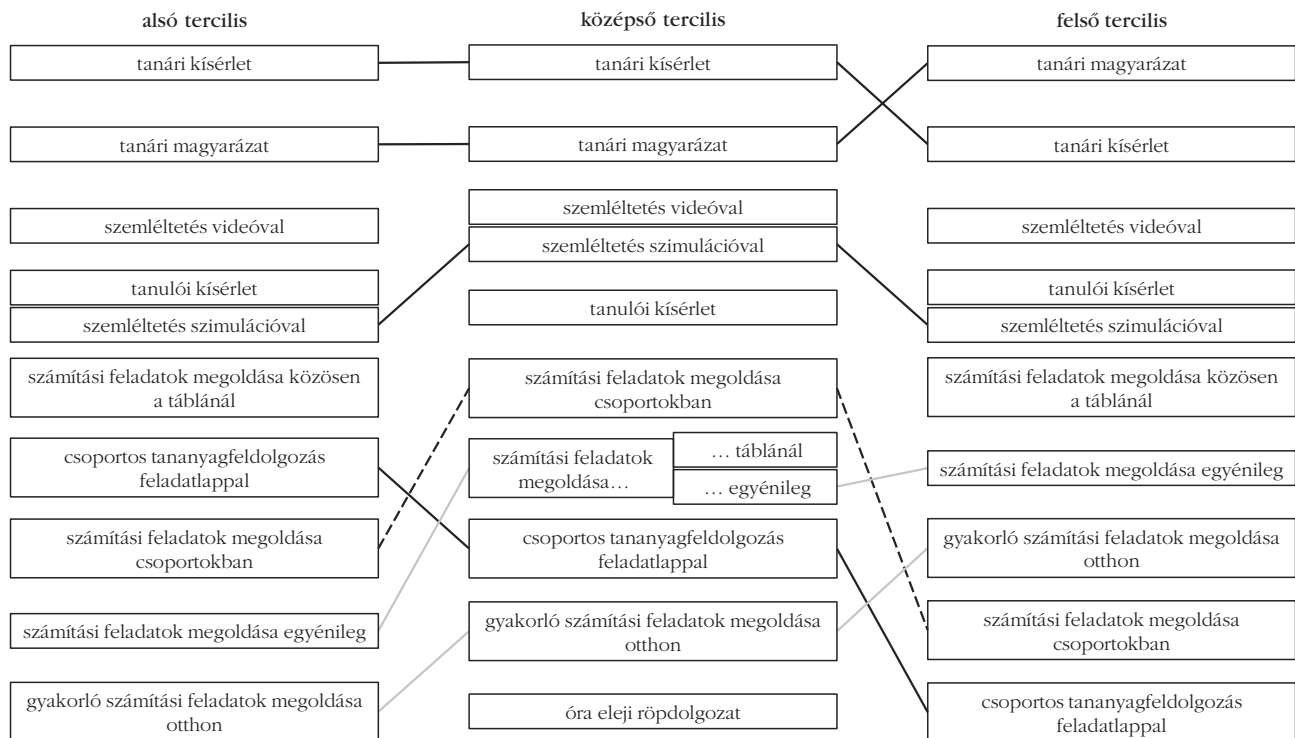 alsó tercilis
tanári kísérlet
tanári magyarázat
szemléltetés videóval
tanulói kísérlet
szemléltetés szimulációval
számítási feladatok megoldása közösen
a táblánál
csoportos tananyagfeldolgozás
feladatlappal
számítási feladatok megoldása
csoportokban
számítási feladatok megoldása egyénileg
gyakorló számítási feladatok megoldása
otthon
középső tercilis
tanári kísérlet
tanári magyarázat
szemléltetés videóval
szemléltetés szimulációval
tanulói kísérlet
számítási feladatok megoldása
csoportokban
számítási feladatok
megoldása…
… táblánál
… egyénileg
csoportos tananyagfeldolgozás
feladatlappal
gyakorló számítási feladatok megoldása
otthon
óra eleji röpdolgozat
felső tercilis
tanári magyarázat
tanári kísérlet
szemléltetés videóval
tanulói kísérlet
szemléltetés szimulációval
számítási feladatok megoldása közösen
a táblánál
számítási feladatok megoldása egyénileg
gyakorló számítási feladatok megoldása
otthon
számítási feladatok megoldása
csoportokban
csoportos tananyagfeldolgozás
feladatlappal